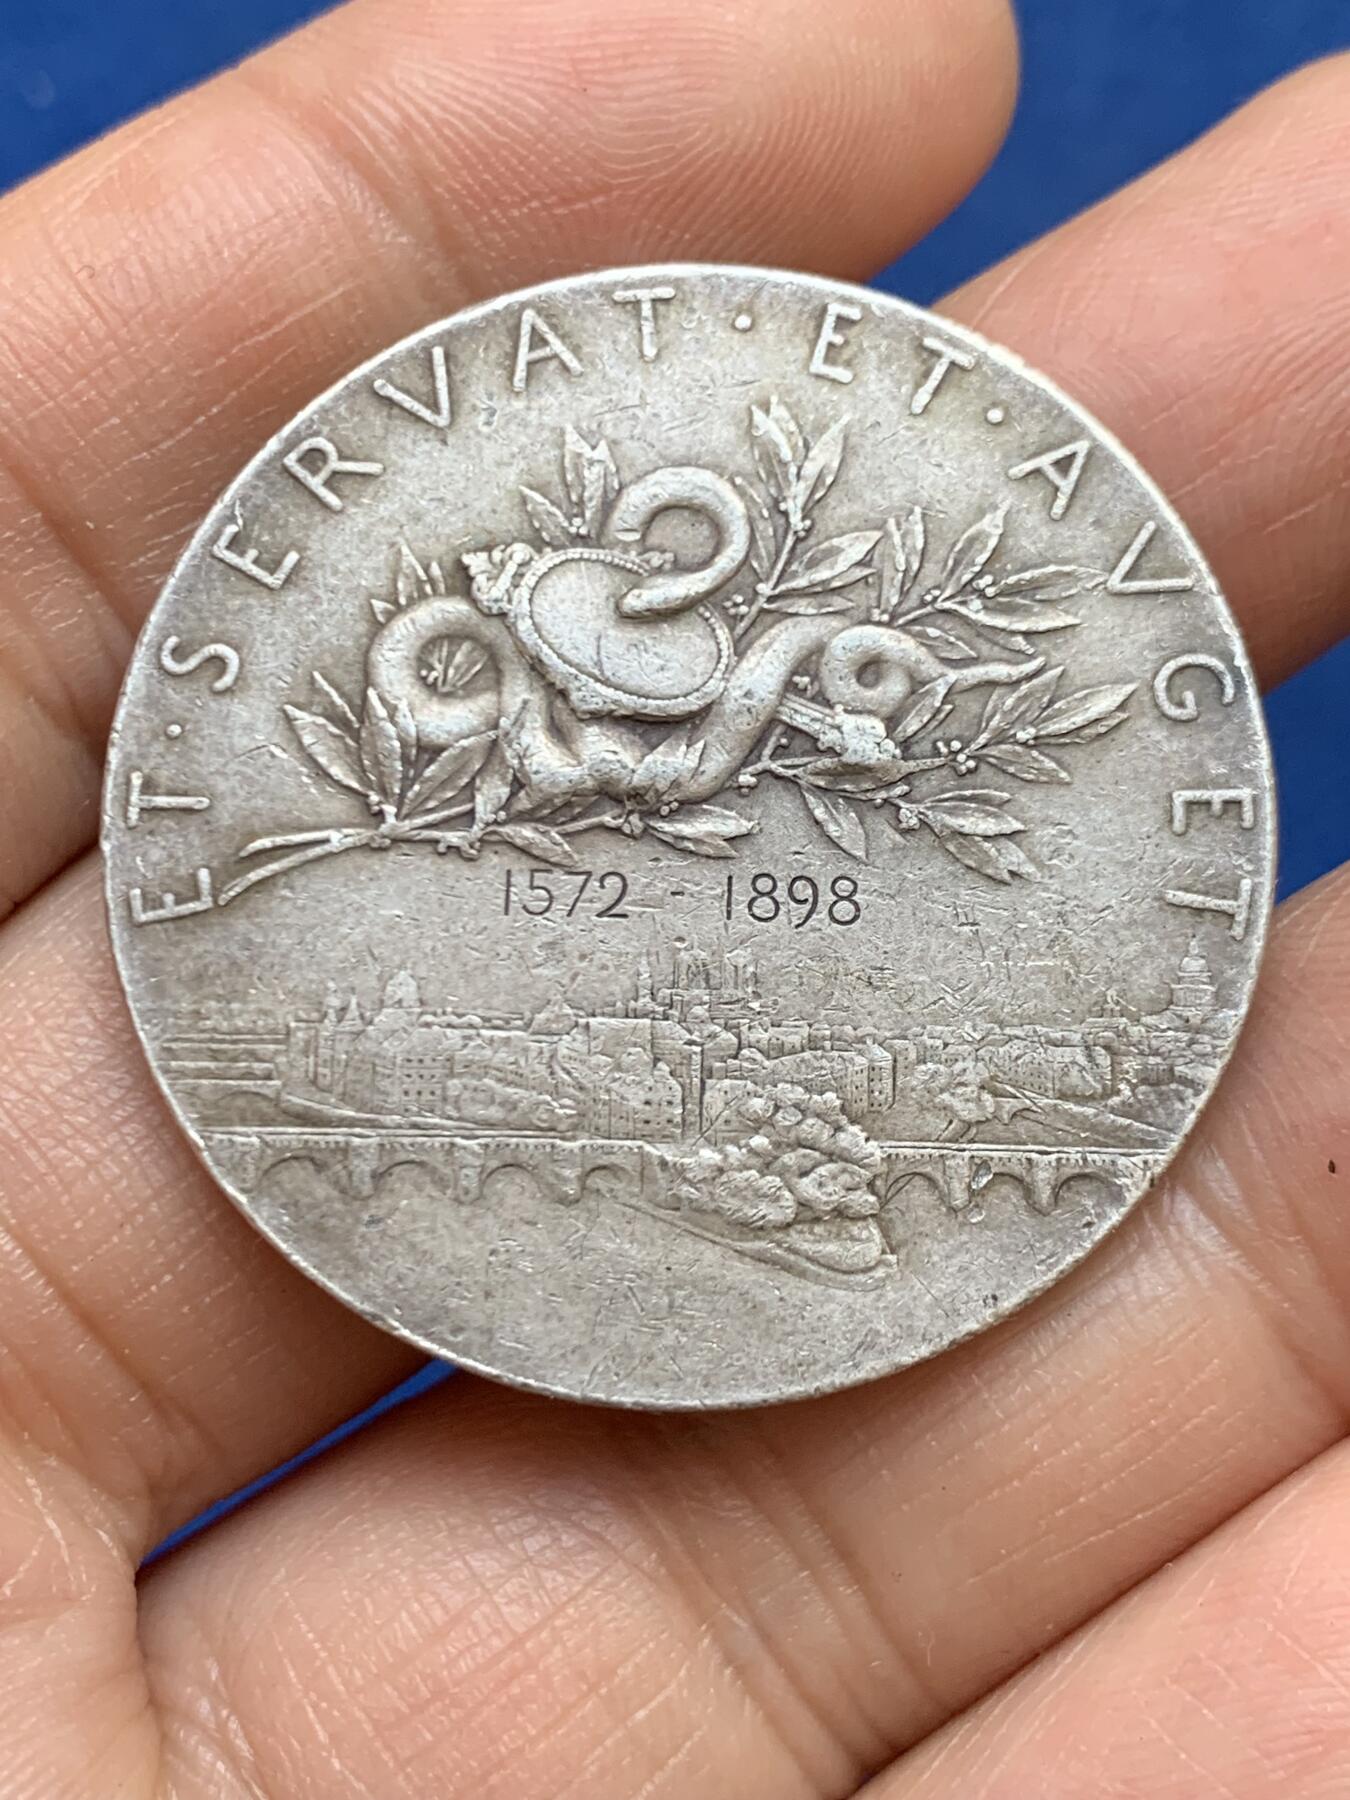 ET · SERVAT · ET · AVGET
1572 - 1898